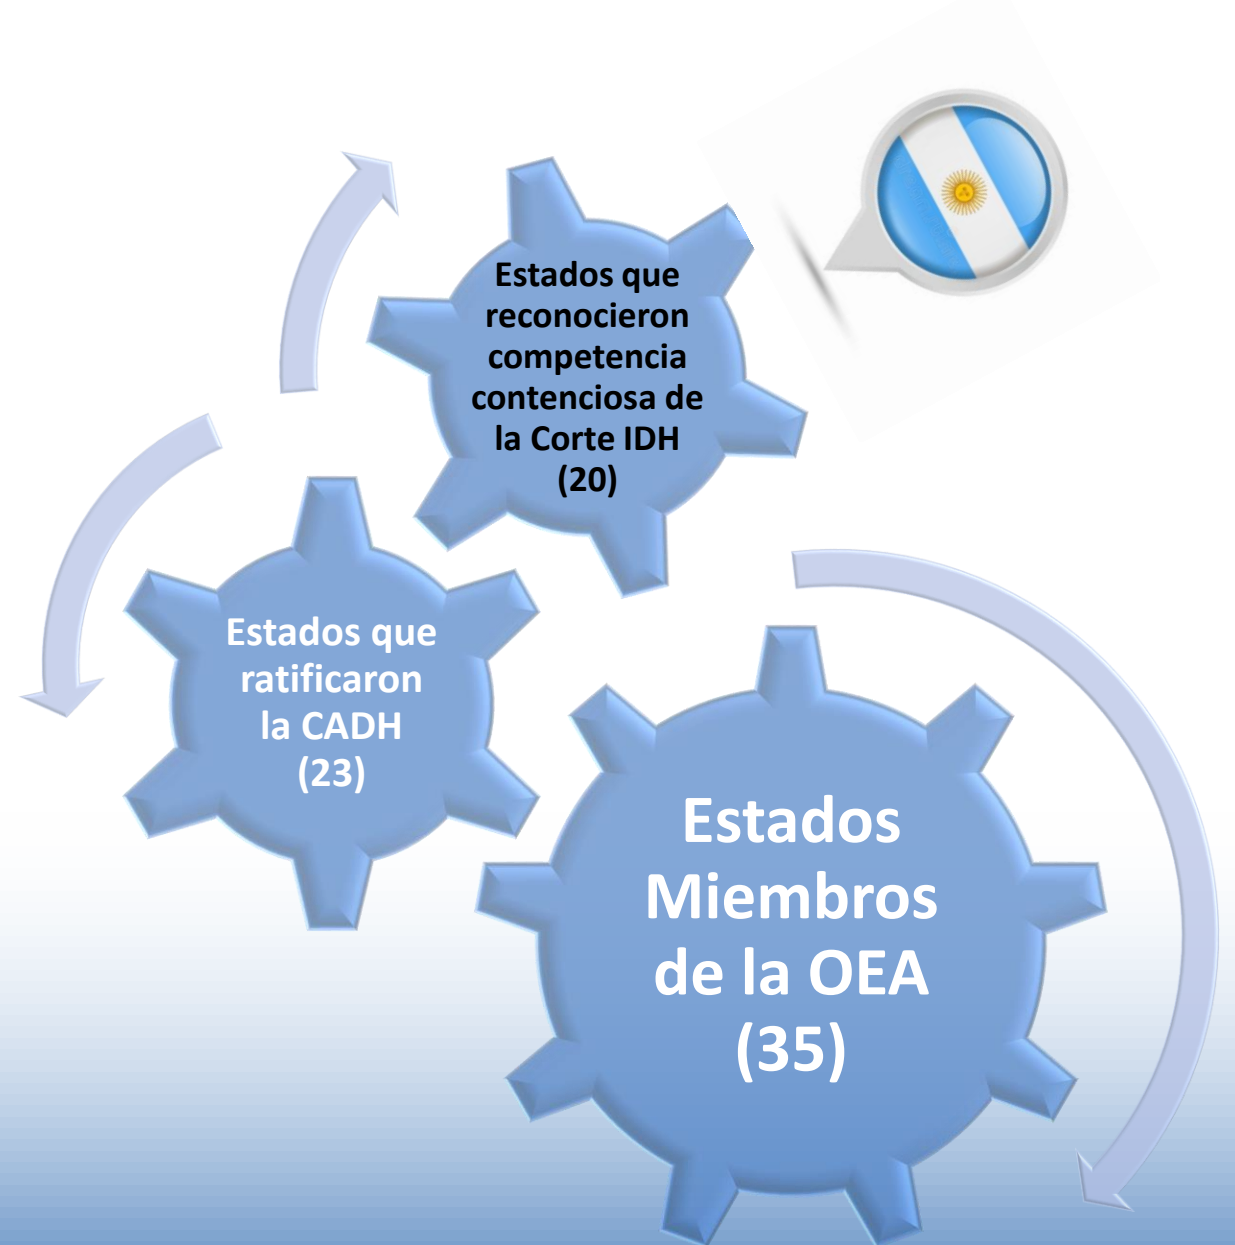 Estados que
reconocieron
competencia
contenciosa de
la Corte IDH
(20)
Estados que
ratificaron
la CADH
(23)
Estados
Miembros
de la OEA
(35)